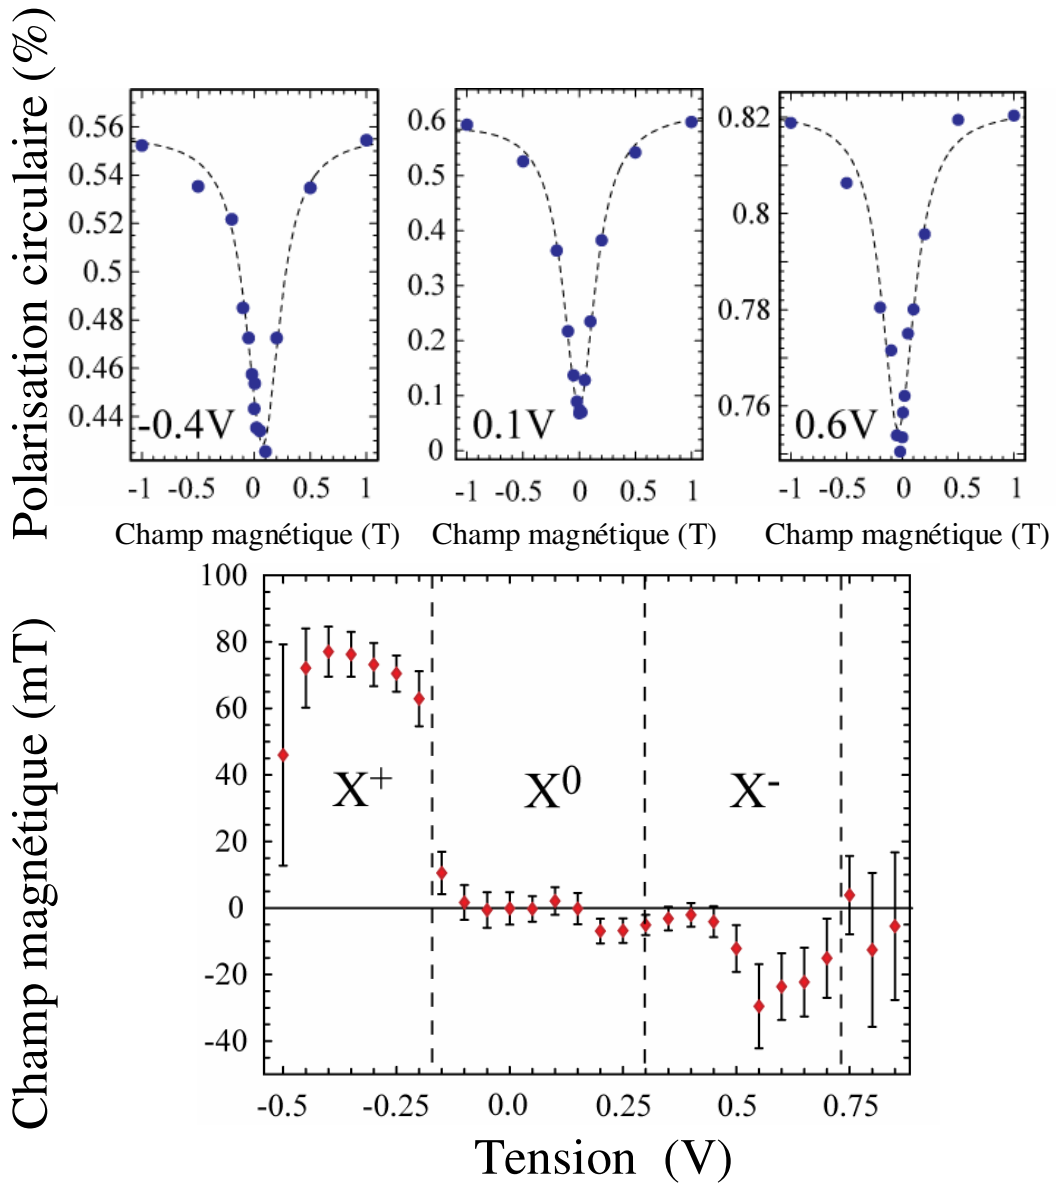 Polarisation circulaire (%)
0.56
0.54
0.52
0.5
0.48
0.46
0.44
-0.4V
-1 -0.5 0 0.5 1
Champ magnétique (T)
0.6
0.5
0.4
0.3
0.2
0.1
0
0.1V
-1 -0.5 0 0.5 1
Champ magnétique (T)
0.82
0.8
0.78
0.76
0.6V
-1 -0.5 0 0.5 1
Champ magnétique (T)
Champ magnétique (mT)
100
80
60
40
20
0
-20
-40
X⁺ X⁰ X⁻
-0.5 -0.25 0.0 0.25 0.5 0.75
Tension (V)